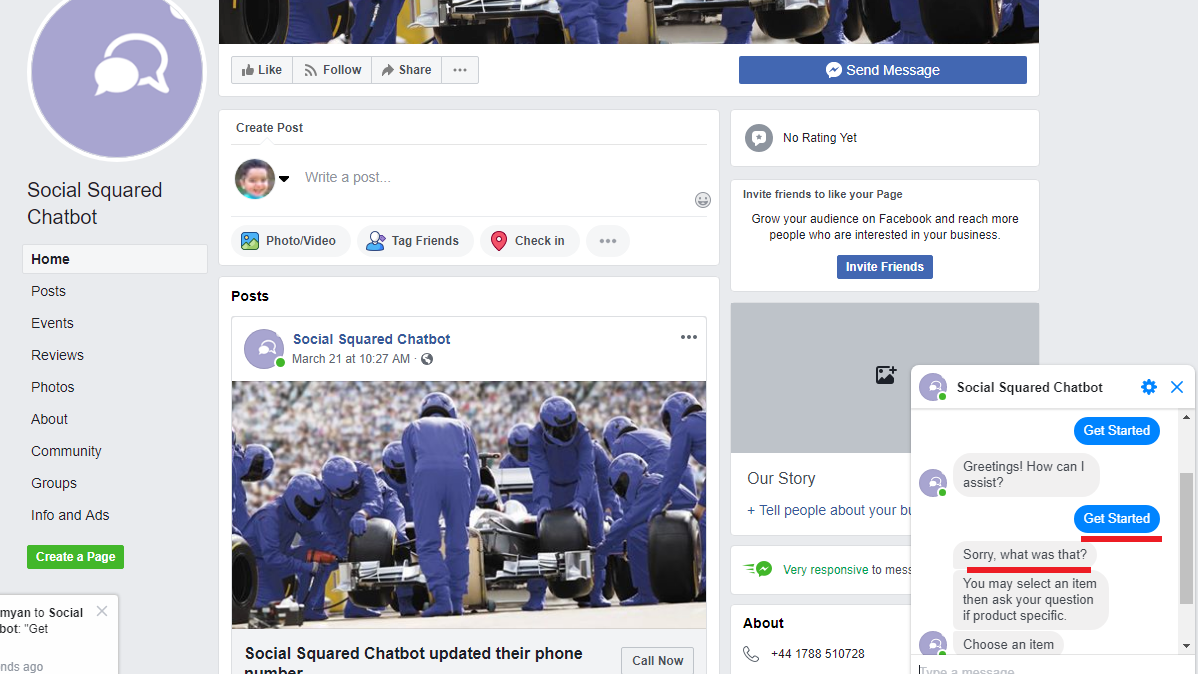 Like
Follow
Share
Send Message
Social Squared
Chatbot
Home
Posts
Events
Reviews
Photos
About
Community
Groups
Info and Ads
Create a Page
myan to Social
bot: "Get
nds ago
Create Post
Write a post...
Photo/Video
Tag Friends
Check in
Posts
Social Squared Chatbot
March 21 at 10:27 AM ·
Social Squared Chatbot updated their phone
number.
Call Now
No Rating Yet
Invite friends to like your Page
Grow your audience on Facebook and reach more
people who are interested in your business.
Invite Friends
Our Story
+ Tell people about your bu
Very responsive to mess
About
+44 1788 510728
Social Squared Chatbot
Get Started
Greetings! How can I
assist?
Get Started
Sorry, what was that?
You may select an item
then ask your question
if product specific.
Choose an item
Type a message